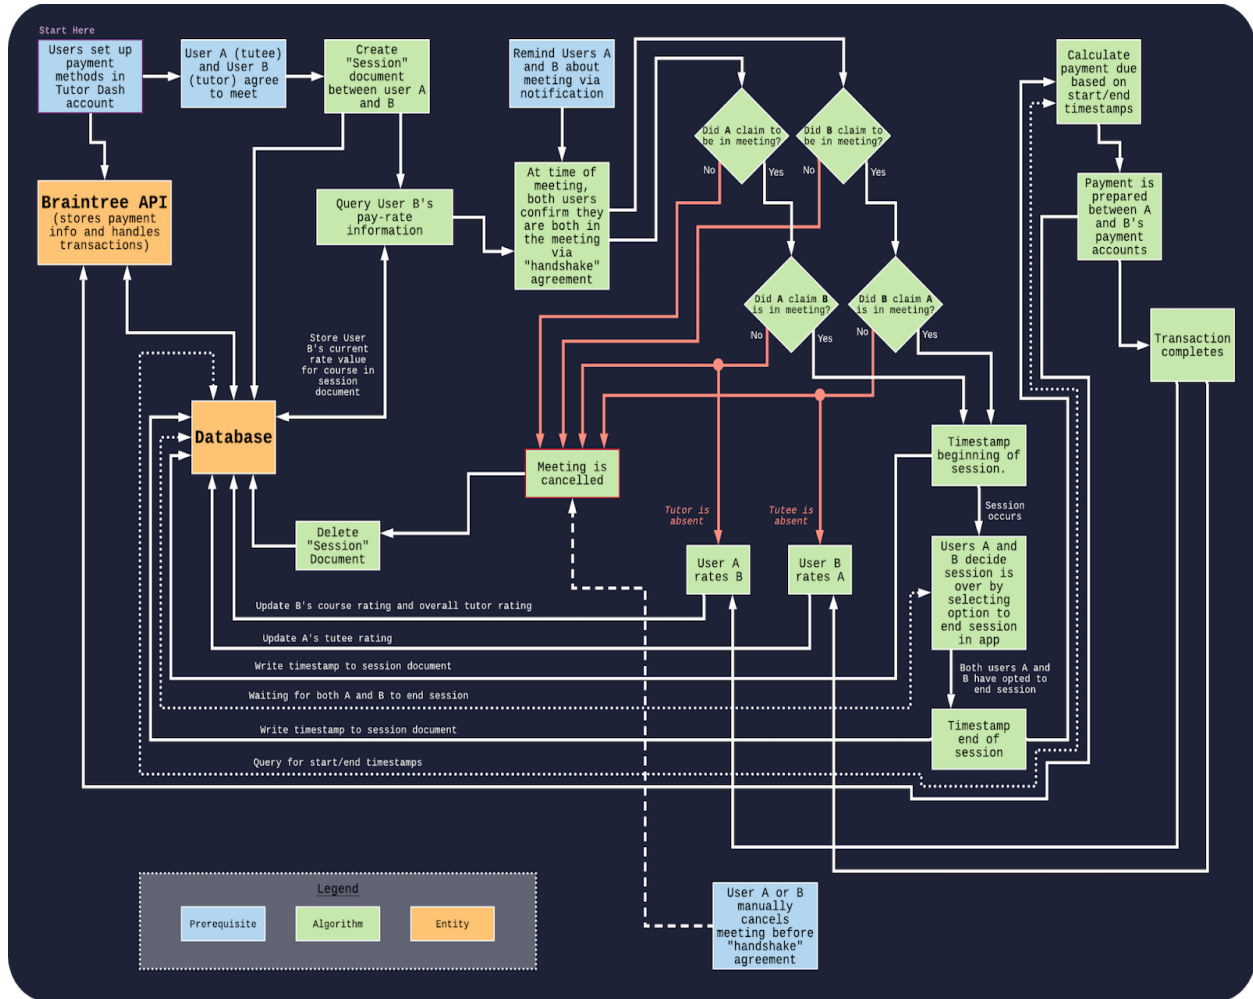 Start Here
Users set up
payment
methods in
Tutor Dash
account
User A (tutee)
and User B
(tutor) agree
to meet
Create
"Session"
document
between user A
and B
Remind Users A
and B about
meeting via
notification
Calculate
payment due
based on
start/end
timestamps
Did A claim to
be in meeting?
Did B claim to
be in meeting?
No
Yes
No
Yes
Braintree API
(stores payment
info and handles
transactions)
Query User B's
pay-rate
information
At time of
meeting,
both users
confirm they
are both in
the meeting
via
"handshake"
agreement
Payment is
prepared
between A
and B's
payment
accounts
Did A claim B
is in meeting?
Did B claim A
is in meeting?
No
Yes
No
Yes
Transaction
completes
Store User
B's current
rate value
for course in
session
document
Database
Meeting is
cancelled
Timestamp
beginning of
session.
Session
occurs
Tutor is
absent
Tutee is
absent
Delete
"Session"
Document
User A
rates B
User B
rates A
Users A and
B decide
session is
over by
selecting
option to
end session
in app
Update B's course rating and overall tutor rating
Update A's tutee rating
Write timestamp to session document
Both users A and
B have opted to
end session
Waiting for both A and B to end session
Write timestamp to session document
Timestamp
end of
session
Query for start/end timestamps
Legend
Prerequisite
Algorithm
Entity
User A or B
manually
cancels
meeting before
"handshake"
agreement